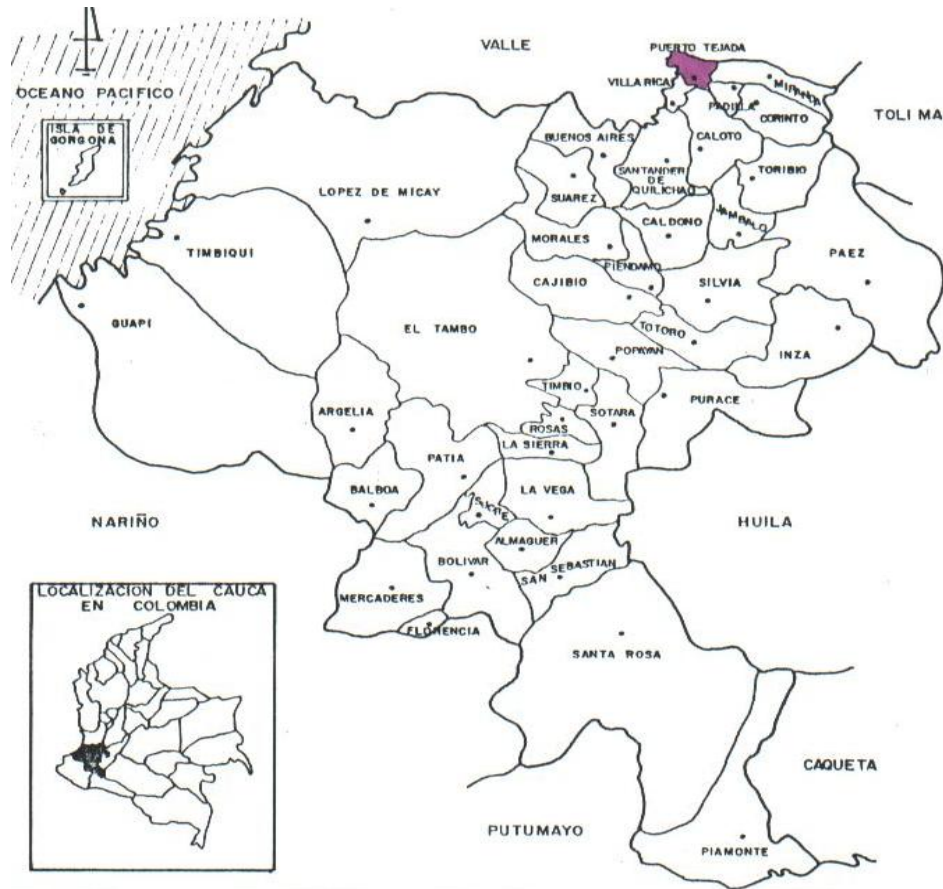 VALLE
PUERTO TEJADA
OCEANO PACIFICO
VILLARICA
MIRANDA
PADILLA
CORINTO
TOLIMA
ISLA DE
GORGONA
BUENOS AIRES
CALOTO
SANTANDER
DE
QUILICHAO
TORIBIO
LOPEZ DE MICAY
SUAREZ
CALDONO
JAMBALO
TIMBIQUI
MORALES
PAEZ
PIENDAMO
CAJIBIO
SILVIA
GUAPI
EL TAMBO
TOTORO
POPAYAN
INZA
TIMBIO
PURACE
ARGELIA
SOTARA
ROSAS
LA SIERRA
PATIA
BALBOA
LA VEGA
SUCRE
NARIÑO
HUILA
ALMAGUER
BOLIVAR
SAN SEBASTIAN
LOCALIZACION DEL CAUCA
EN COLOMBIA
MERCADERES
FLORENCIA
SANTA ROSA
CAQUETA
PUTUMAYO
PIAMONTE